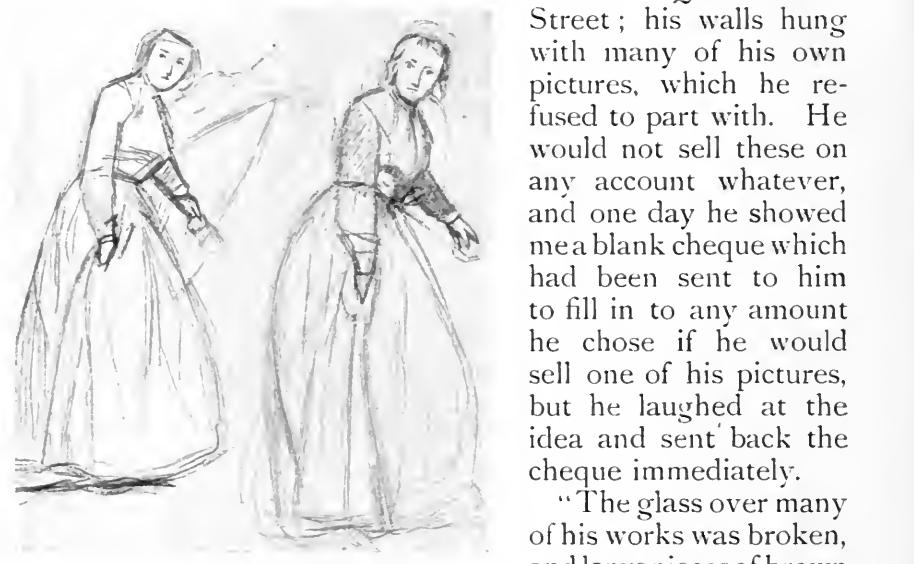 Street ; his walls hung
with many of his own
pictures, which he re-
fused to part with. He
would not sell these on
any account whatever,
and one day he showed
me a blank cheque which
had been sent to him
to fill in to any amount
he chose if he would
sell one of his pictures,
but he laughed at the
idea and sent back the
cheque immediately.
"The glass over many
of his works was broken,